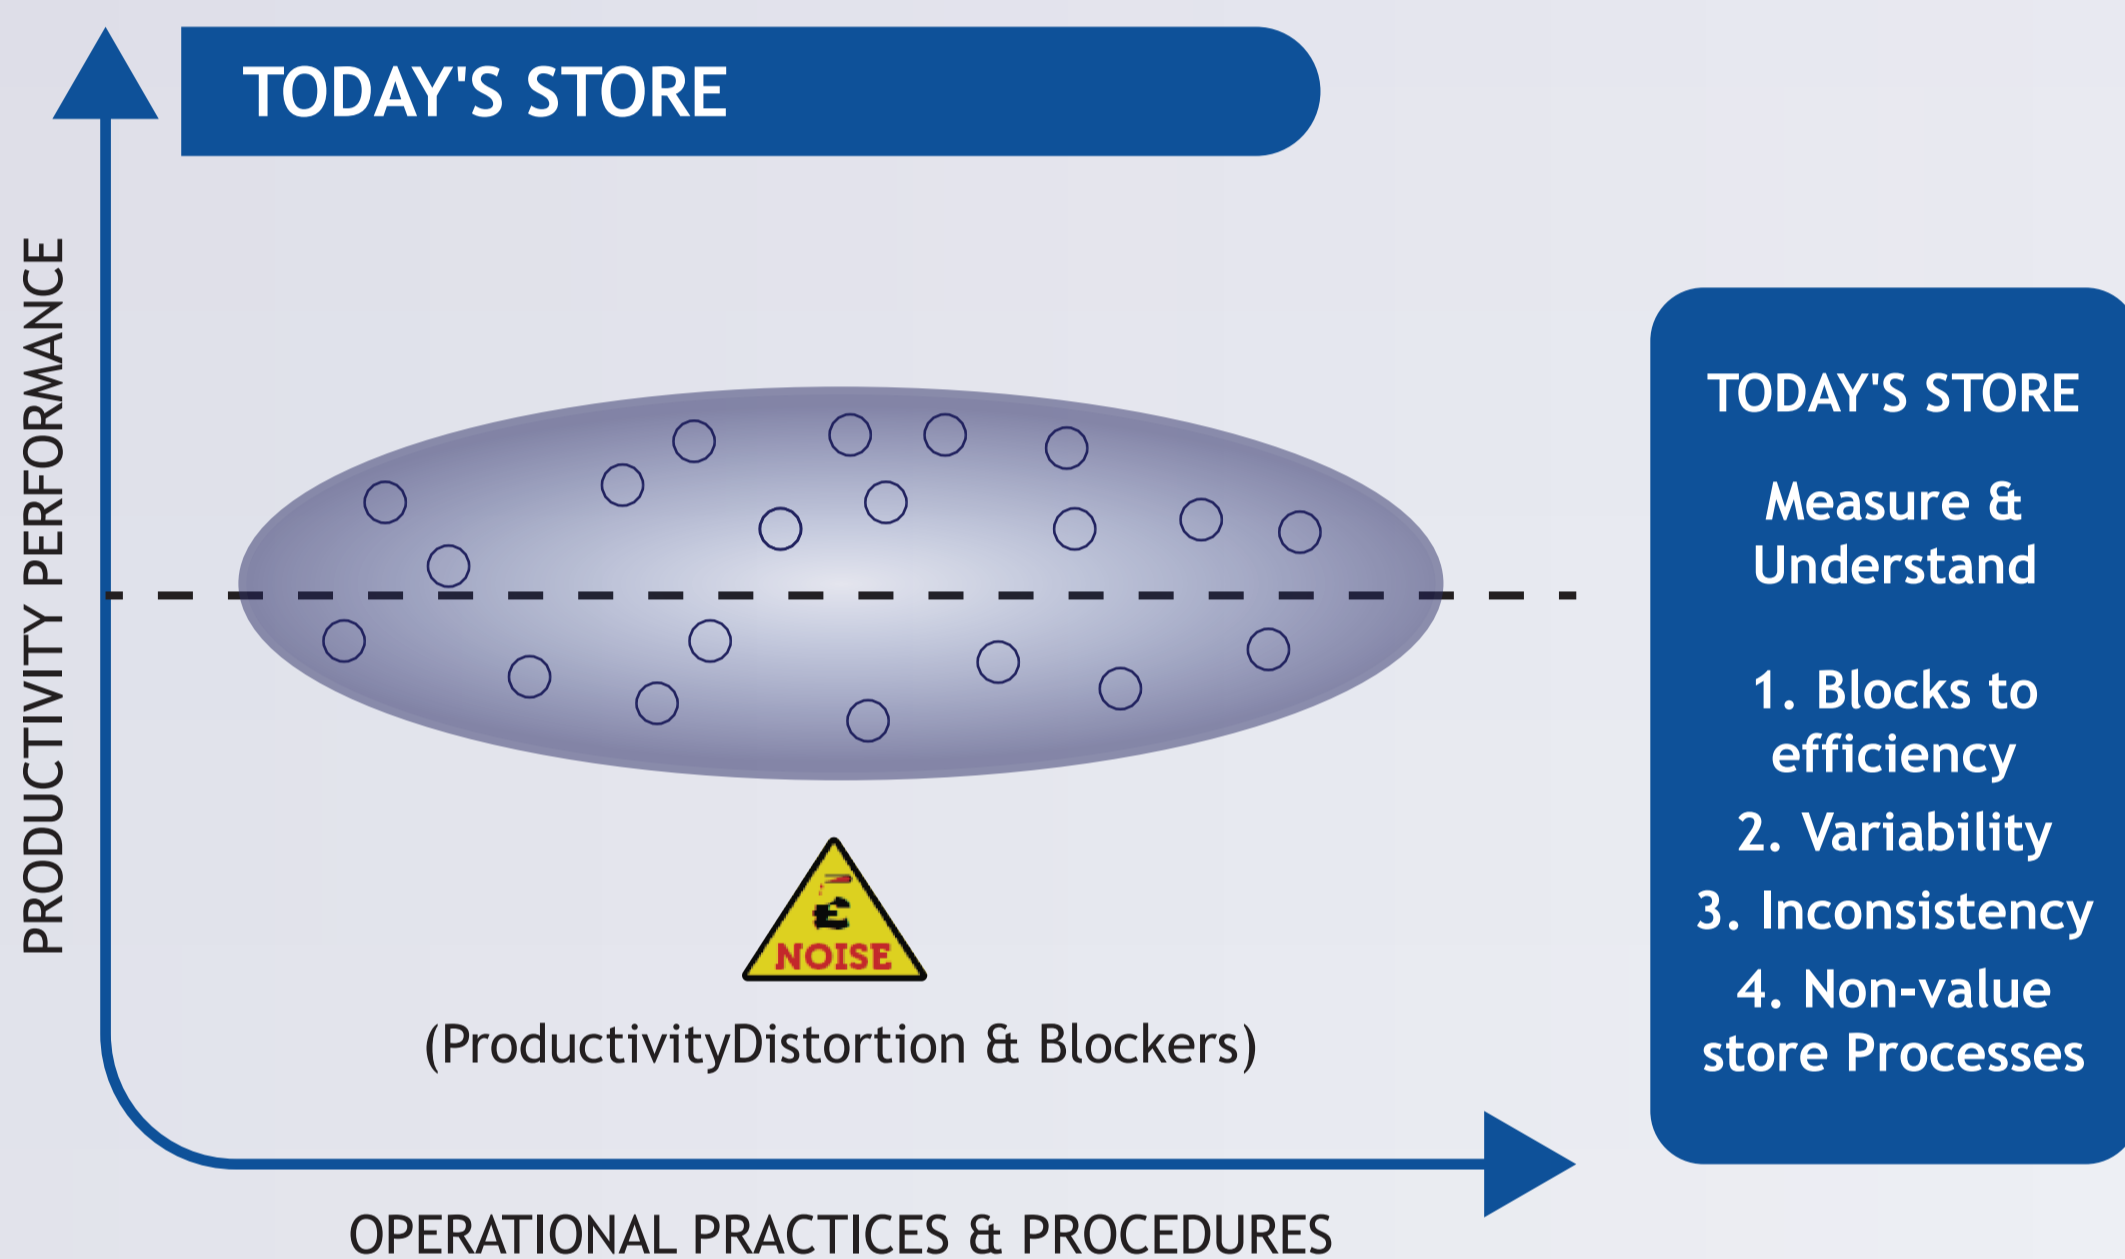 TODAY'S STORE
PRODUCTIVITY PERFORMANCE
£
NOISE
(ProductivityDistortion & Blockers)
OPERATIONAL PRACTICES & PROCEDURES
TODAY'S STORE
Measure &
Understand
1. Blocks to
efficiency
2. Variability
3. Inconsistency
4. Non-value
store Processes